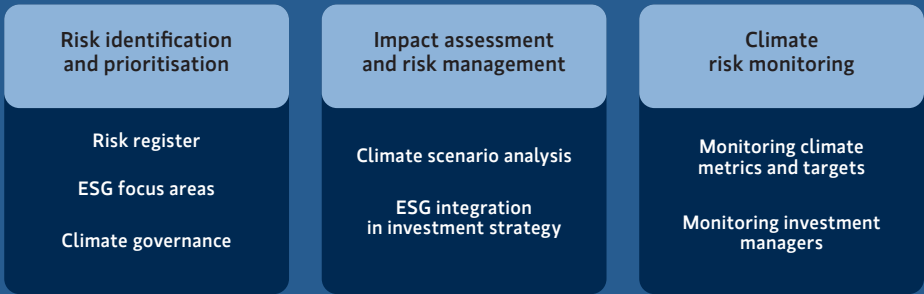 Risk identification
and prioritisation
Risk register
ESG focus areas
Climate governance
Impact assessment
and risk management
Climate scenario analysis
ESG integration
in investment strategy
Climate
risk monitoring
Monitoring climate
metrics and targets
Monitoring investment
managers